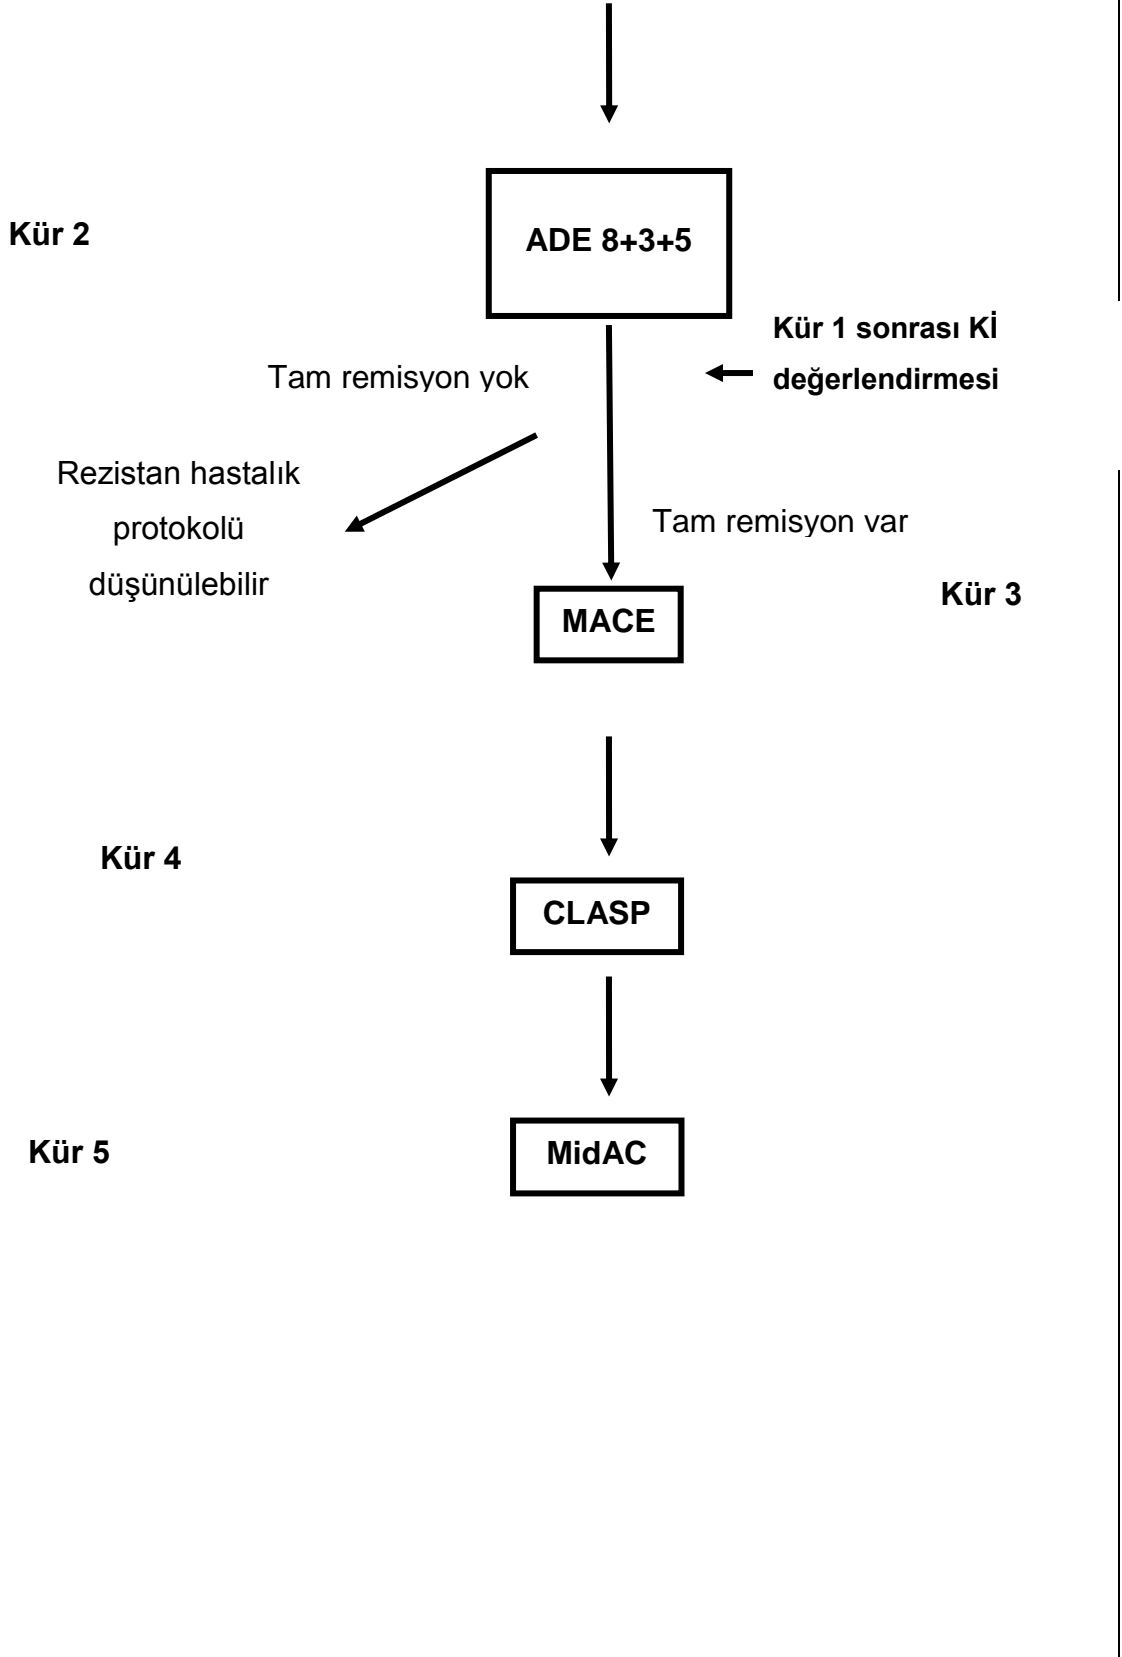 Kür 2
ADE 8+3+5
Kür 1 sonrası Kİ
değerlendirmesi
Tam remisyon yok
Rezistan hastalık
protokolü
düşünülebilir
Tam remisyon var
Kür 3
MACE
Kür 4
CLASP
Kür 5
MidAC